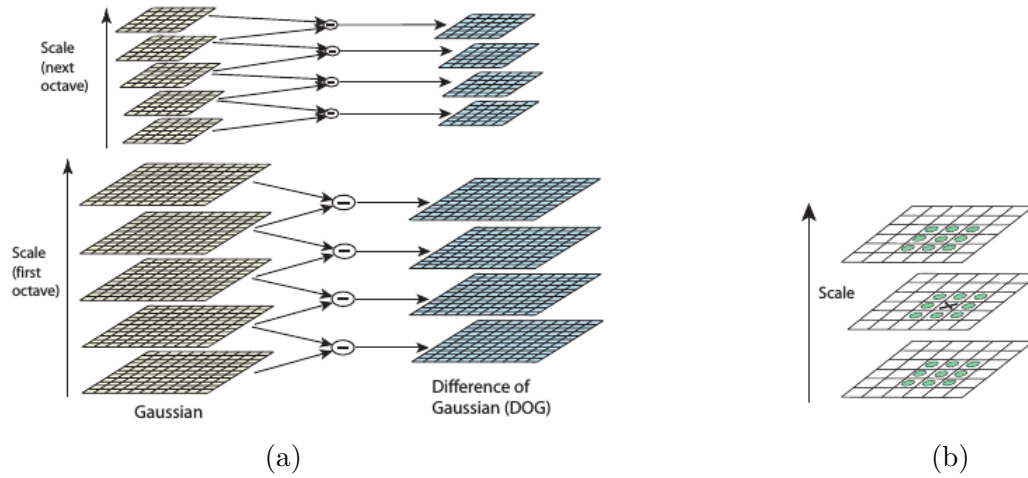 Scale
(next
octave)
Scale
(first
octave)
Gaussian
Difference of
Gaussian (DOG)
(a)
Scale
(b)